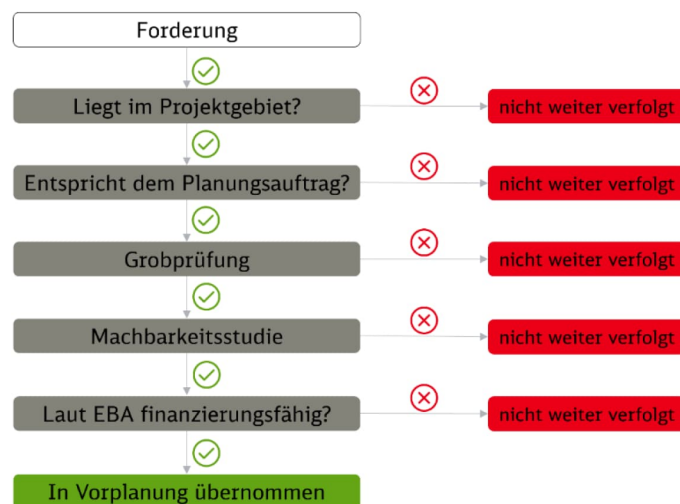 Forderung
Liegt im Projektgebiet?
nicht weiter verfolgt
Entspricht dem Planungsauftrag?
nicht weiter verfolgt
Grobprüfung
nicht weiter verfolgt
Machbarkeitsstudie
nicht weiter verfolgt
Laut EBA finanzierungsfähig?
nicht weiter verfolgt
In Vorplanung übernommen